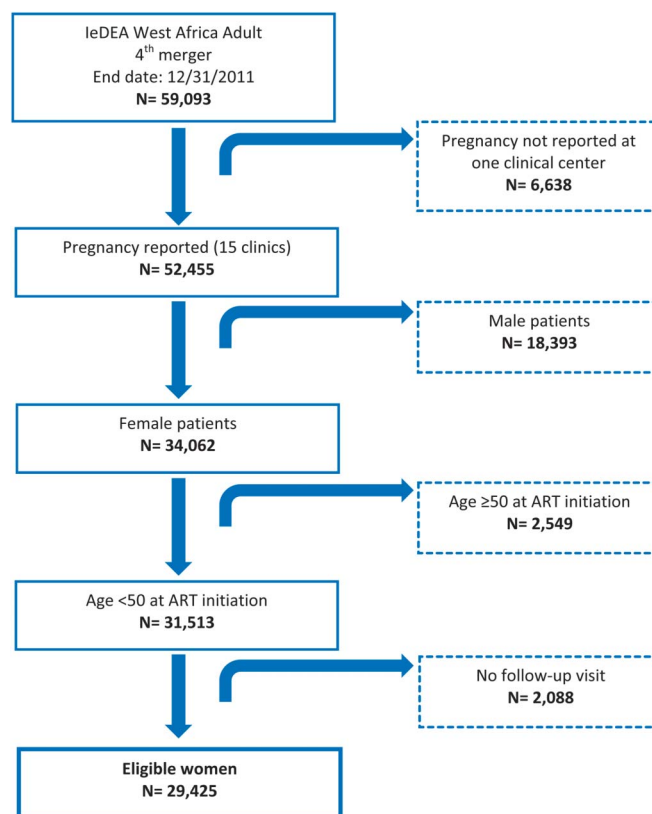 IeDEA West Africa Adult
4th merger
End date: 12/31/2011
N= 59,093
Pregnancy not reported at
one clinical center
N= 6,638
Pregnancy reported (15 clinics)
N= 52,455
Male patients
N= 18,393
Female patients
N= 34,062
Age ≥50 at ART initiation
N= 2,549
Age <50 at ART initiation
N= 31,513
No follow-up visit
N= 2,088
Eligible women
N= 29,425